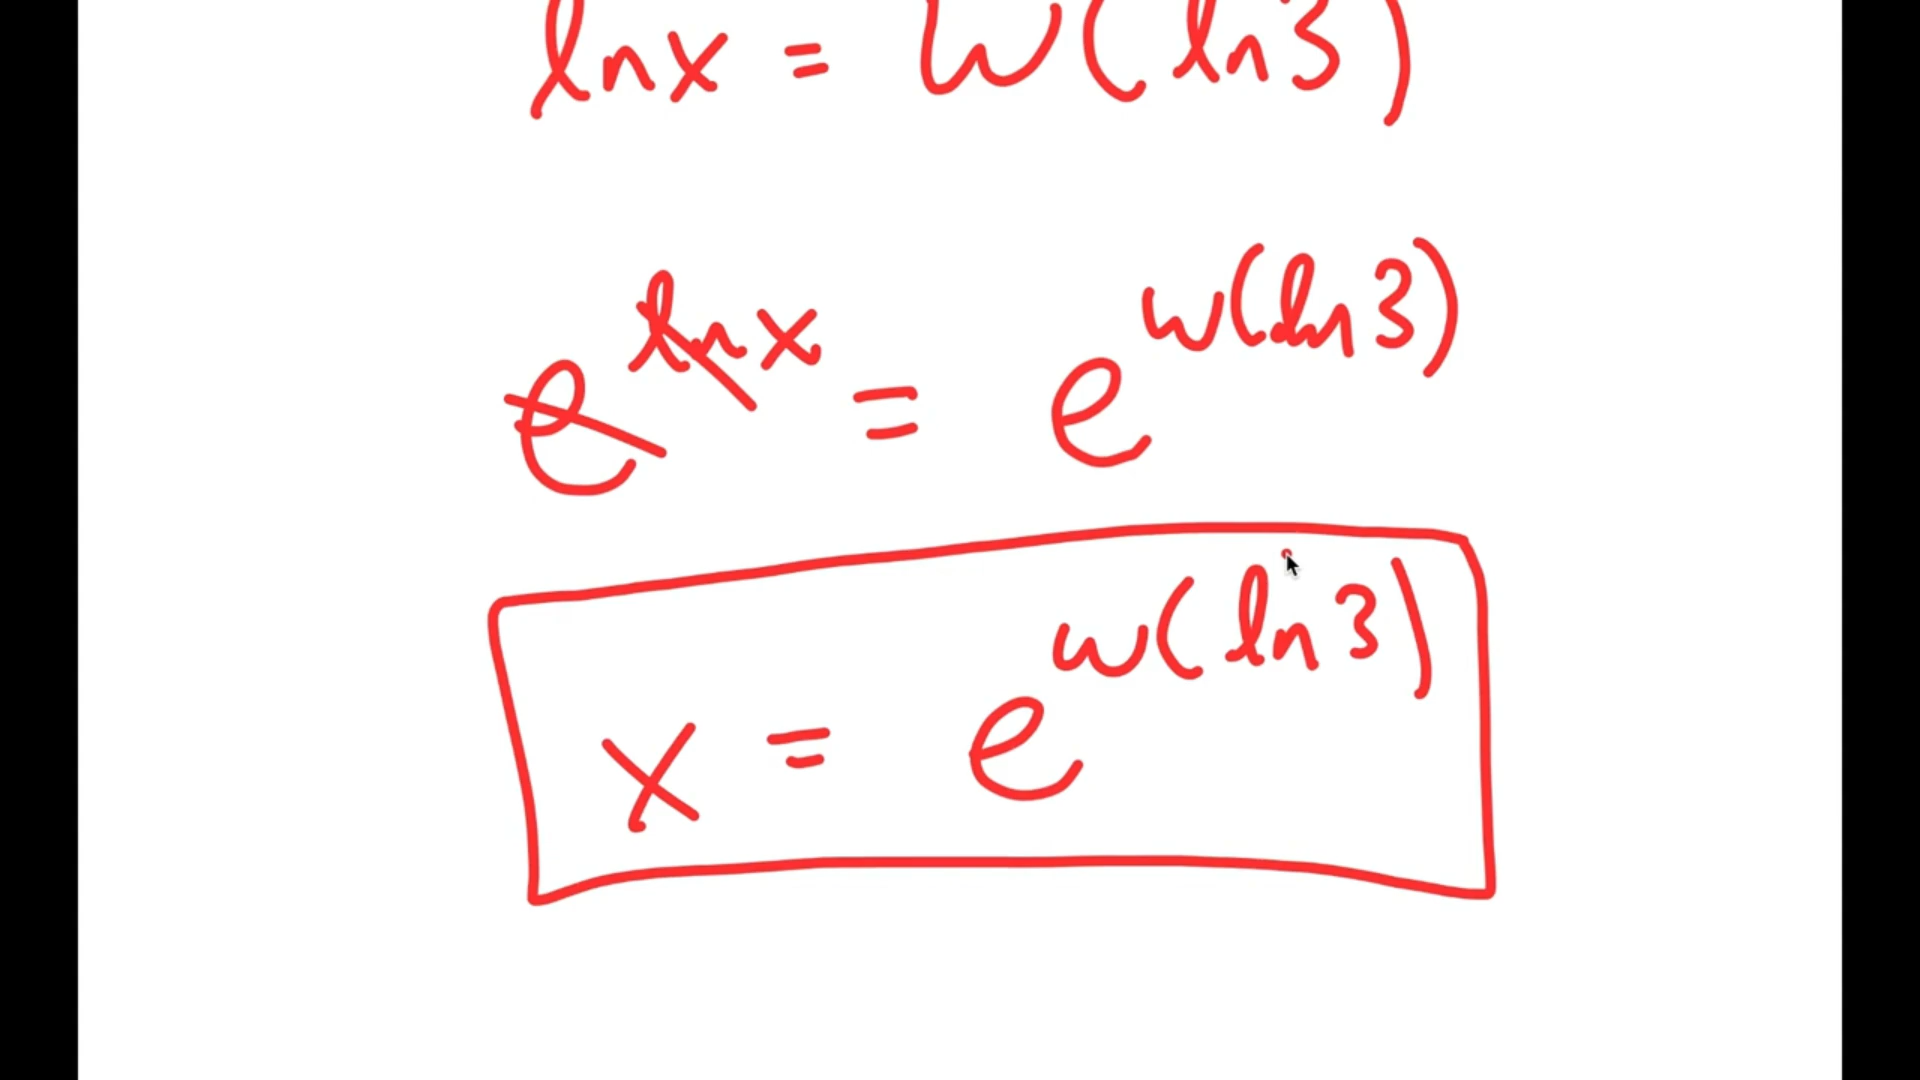 ln x = W(ln 3)
e^{ln x} = e^{W(ln 3)}
x = e^{W(ln 3)}